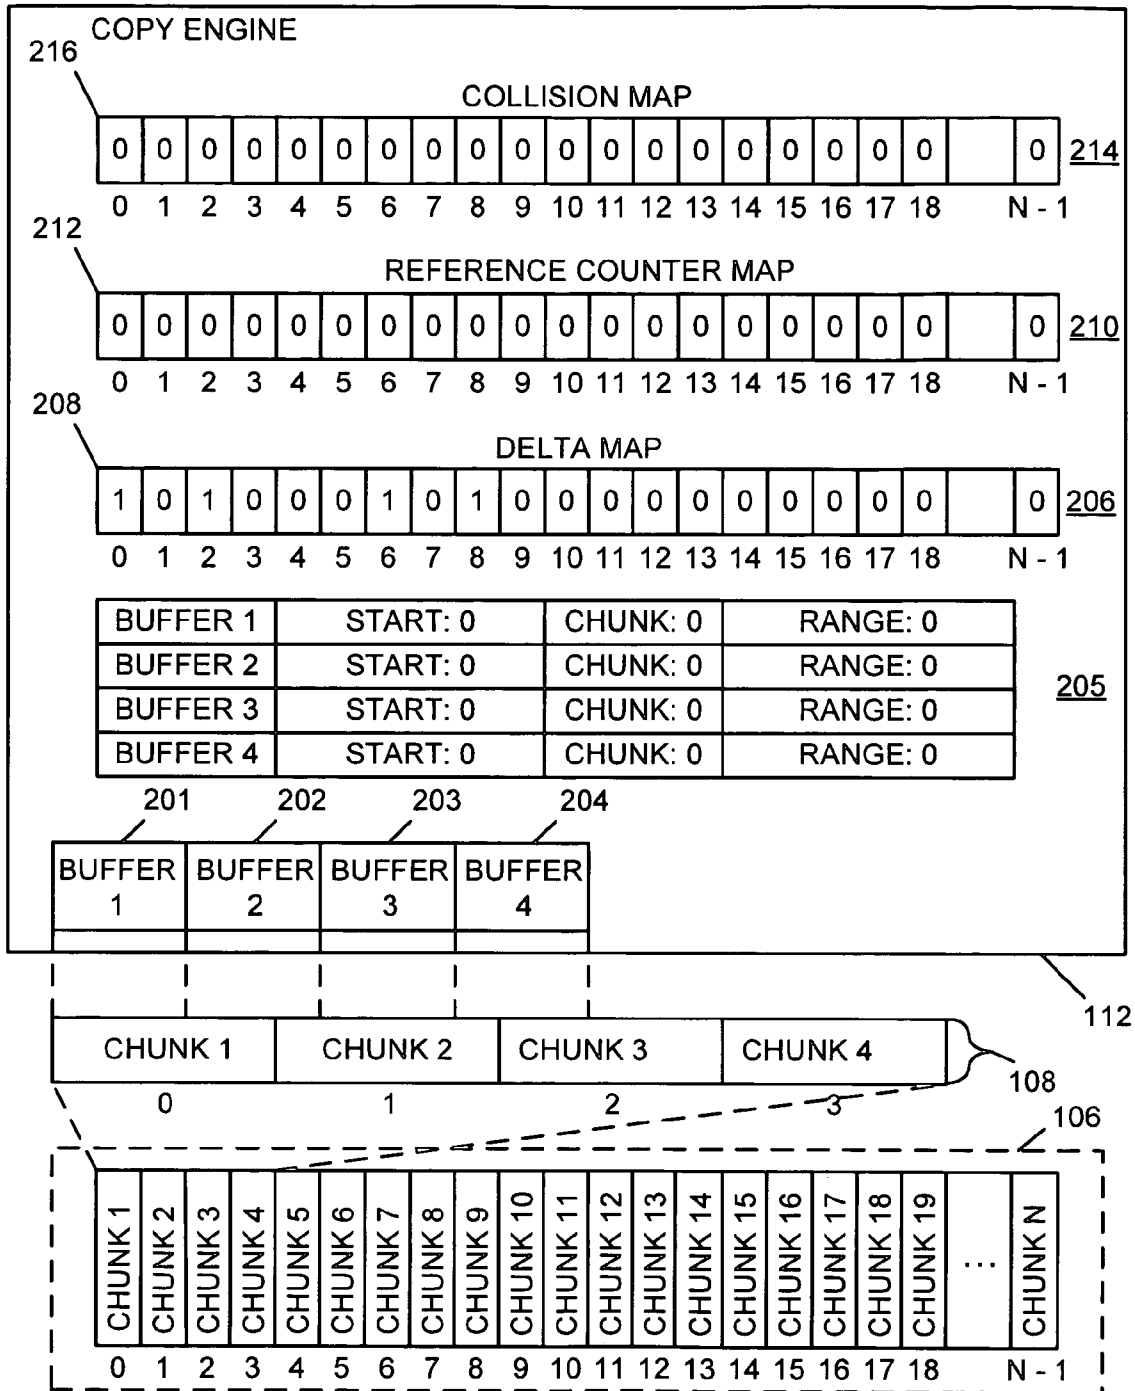 COPY ENGINE
216
COLLISION MAP
0 0 0 0 0 0 0 0 0 0 0 0 0 0 0 0 0 0 0 0 214
0 1 2 3 4 5 6 7 8 9 10 11 12 13 14 15 16 17 18 N - 1
212
REFERENCE COUNTER MAP
0 0 0 0 0 0 0 0 0 0 0 0 0 0 0 0 0 0 0 0 210
0 1 2 3 4 5 6 7 8 9 10 11 12 13 14 15 16 17 18 N - 1
208
DELTA MAP
1 0 1 0 0 0 1 0 1 0 0 0 0 0 0 0 0 0 0 0 206
0 1 2 3 4 5 6 7 8 9 10 11 12 13 14 15 16 17 18 N - 1
BUFFER 1 START: 0 CHUNK: 0 RANGE: 0
BUFFER 2 START: 0 CHUNK: 0 RANGE: 0
BUFFER 3 START: 0 CHUNK: 0 RANGE: 0
BUFFER 4 START: 0 CHUNK: 0 RANGE: 0
205
201 202 203 204
BUFFER BUFFER BUFFER BUFFER
1 2 3 4
112
CHUNK 1 CHUNK 2 CHUNK 3 CHUNK 4
108
0 1 2 3
106
CHUNK 1 CHUNK 2 CHUNK 3 CHUNK 4 CHUNK 5 CHUNK 6 CHUNK 7 CHUNK 8 CHUNK 9 CHUNK 10 CHUNK 11 CHUNK 12 CHUNK 13 CHUNK 14 CHUNK 15 CHUNK 16 CHUNK 17 CHUNK 18 CHUNK 19 ... CHUNK N
0 1 2 3 4 5 6 7 8 9 10 11 12 13 14 15 16 17 18 N - 1